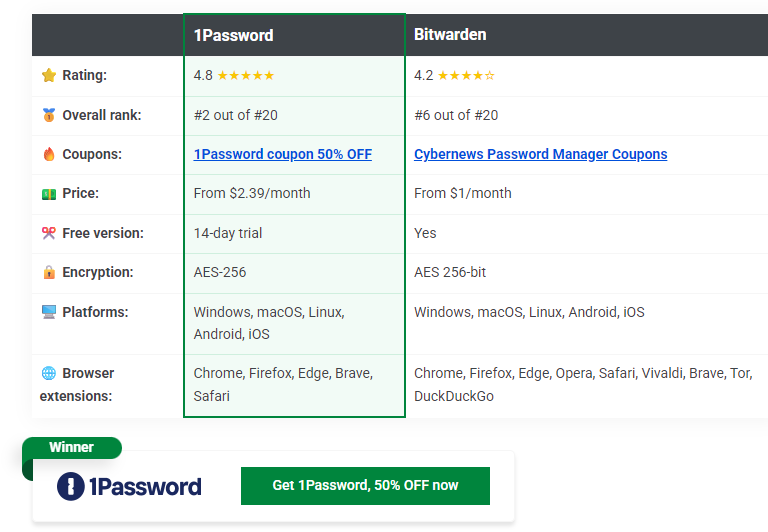 1Password Bitwarden
Rating: 4.8 4.2
Overall rank: #2 out of #20 #6 out of #20
Coupons: 1Password coupon 50% OFF Cybernews Password Manager Coupons
Price: From $2.39/month From $1/month
Free version: 14-day trial Yes
Encryption: AES-256 AES 256-bit
Platforms: Windows, macOS, Linux, Windows, macOS, Linux, Android, iOS
Android, iOS
Browser Chrome, Firefox, Edge, Brave, Chrome, Firefox, Edge, Opera, Safari, Vivaldi, Brave, Tor,
extensions: Safari DuckDuckGo
Winner
1Password Get 1Password, 50% OFF now